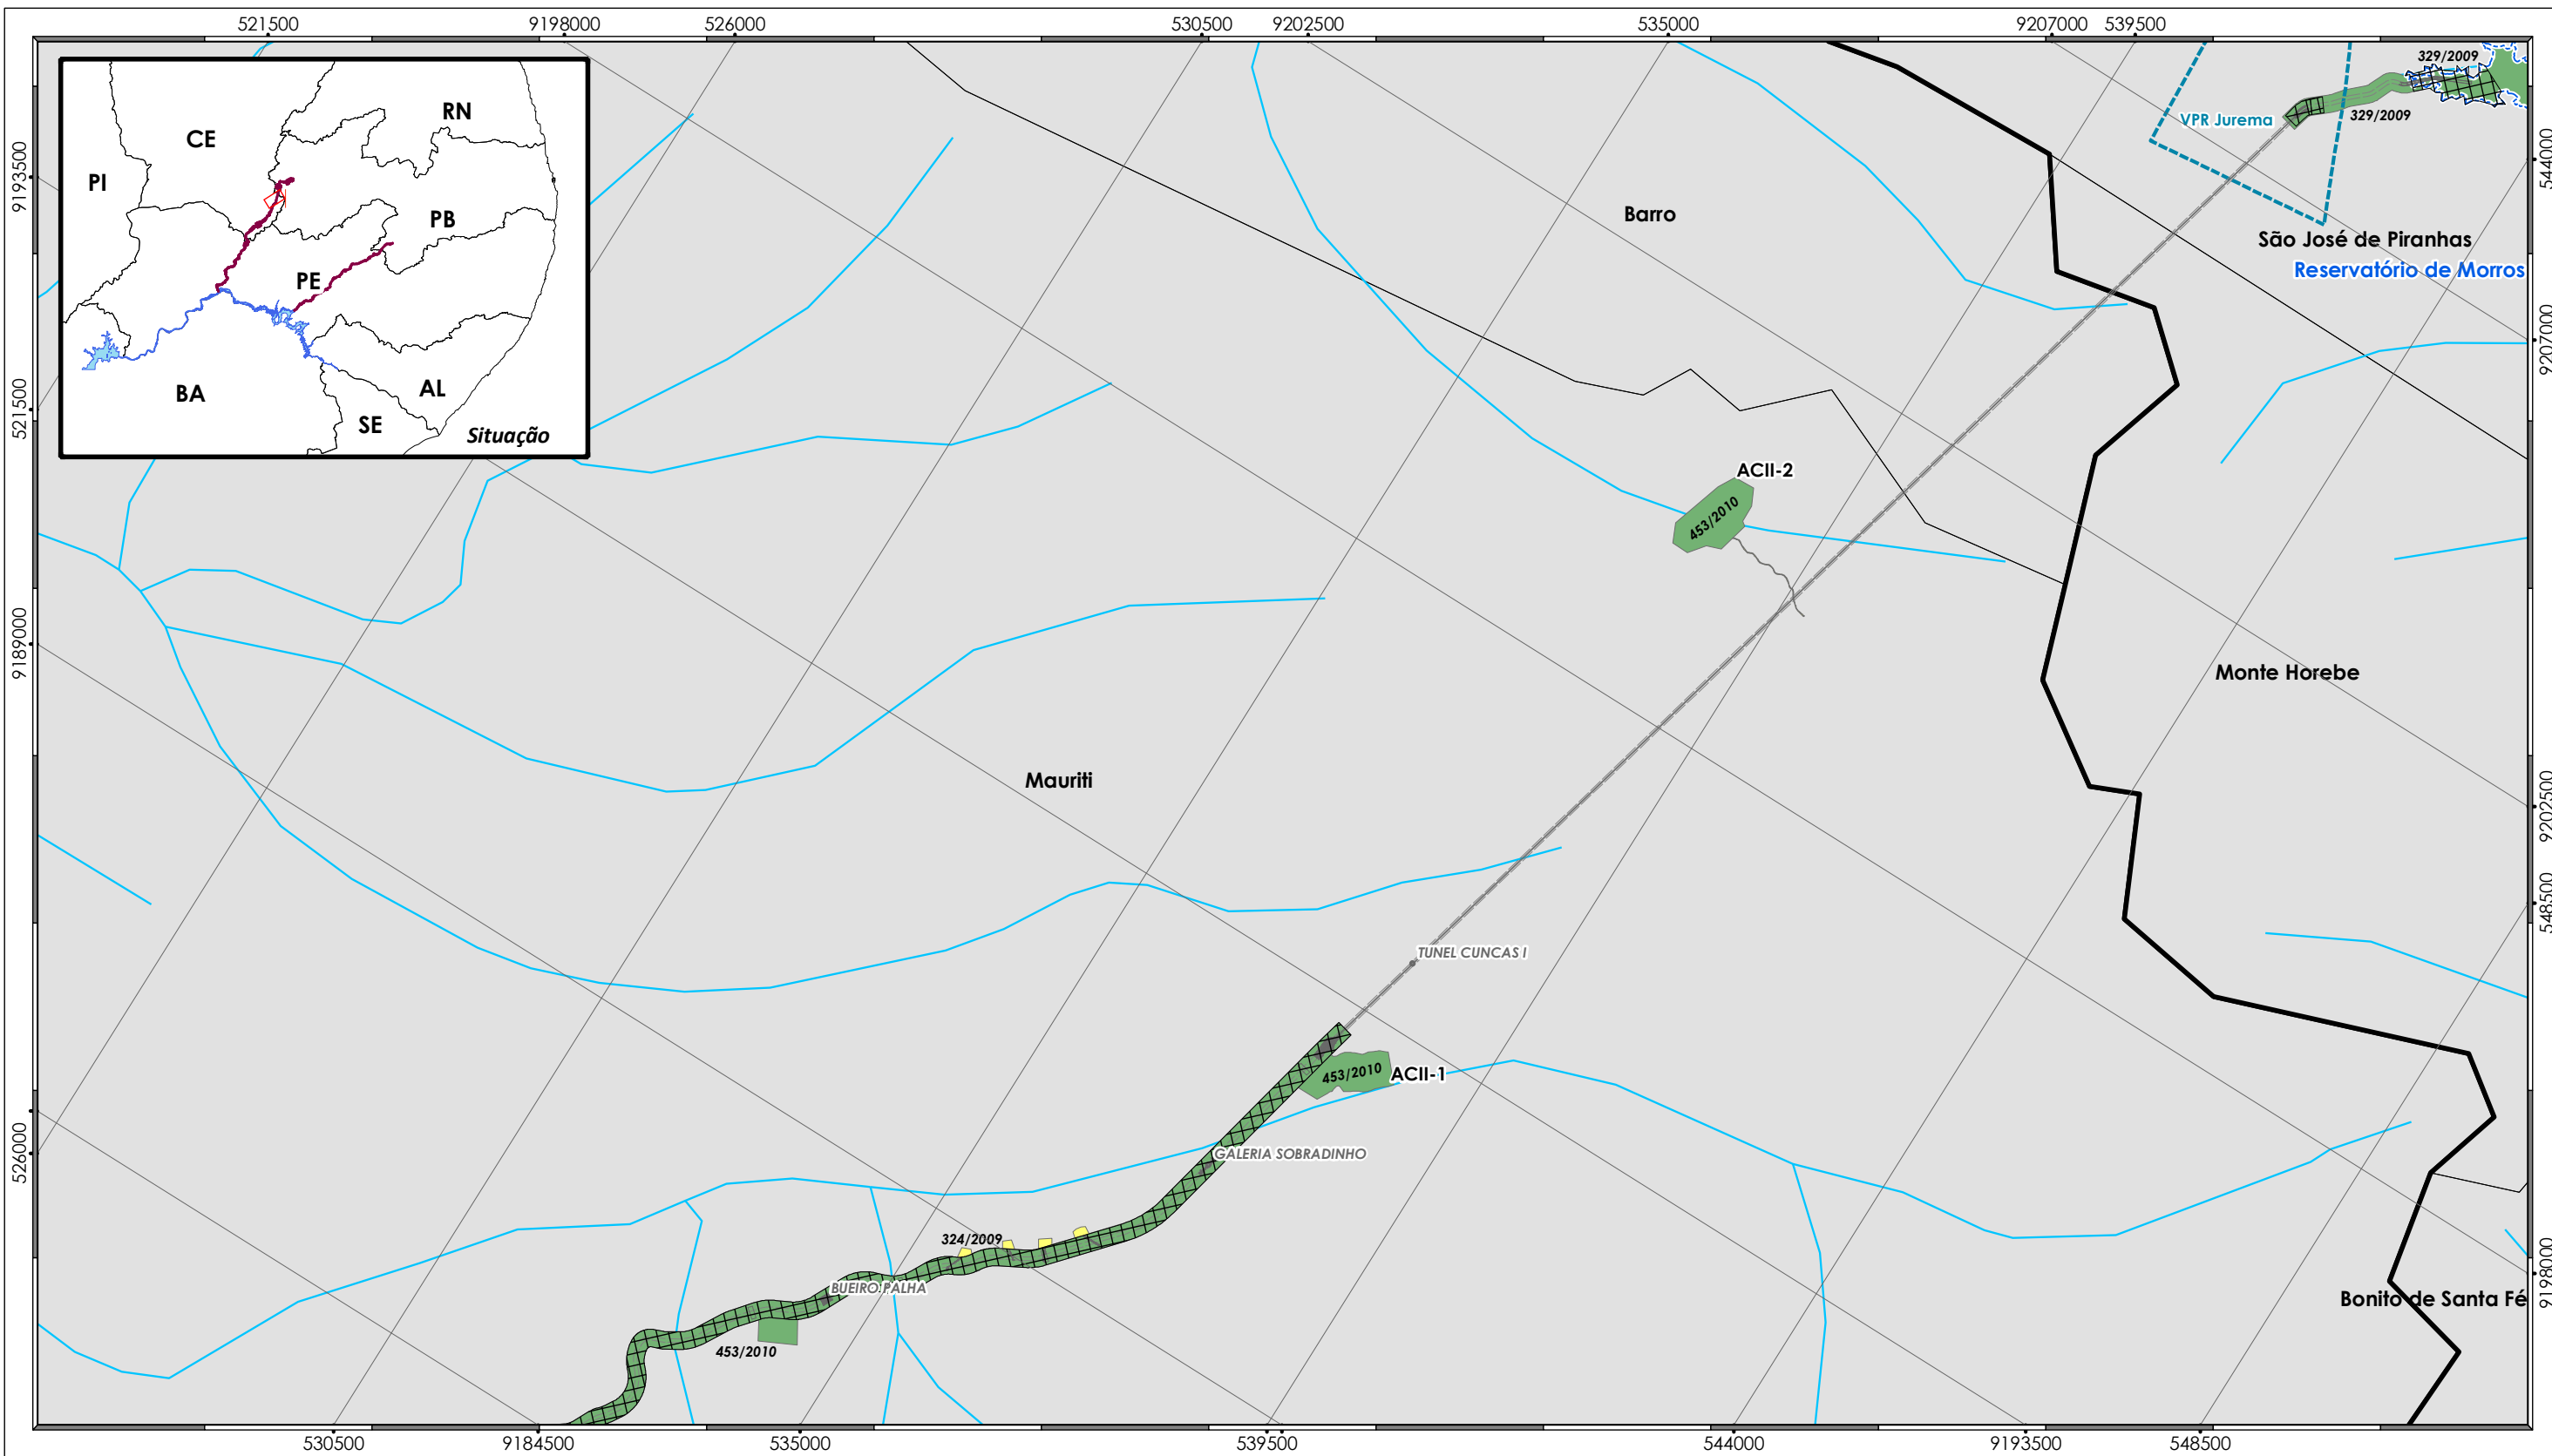 521500
9198000
526000
530500
9202500
535000
9207000
539500
CE
RN
PI
PB
PE
BA
AL
SE
Situação
329/2009
329/2009
VPR Jurema
São José de Piranhas
Reservatório de Morros
Barro
ACII-2
453/2010
Monte Horebe
Mauriti
TUNEL CUNCAS I
453/2010
ACII-1
GALERIA SOBRADINHO
324/2009
BUEIRO PALHA
453/2010
Bonito de Santa Fé
9193500
521500
9189000
526000
544000
9207000
9202500
548500
9198000
530500
9184500
535000
539500
544000
9193500
548500